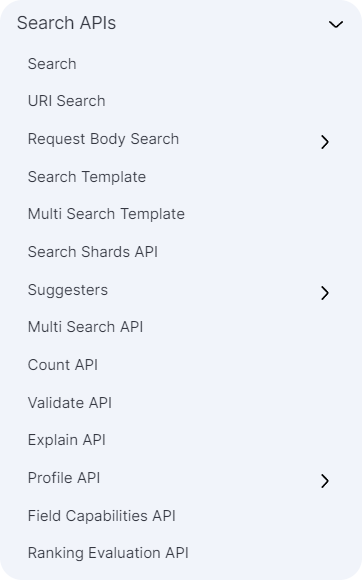 Search APIs
Search
URI Search
Request Body Search
Search Template
Multi Search Template
Search Shards API
Suggesters
Multi Search API
Count API
Validate API
Explain API
Profile API
Field Capabilities API
Ranking Evaluation API